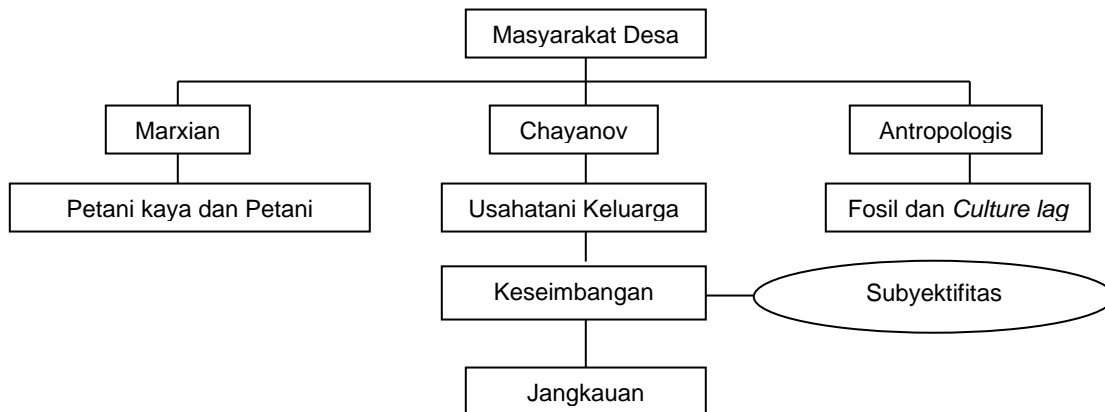 Masyarakat Desa
Marxian
Chayanov
Antropologis
Petani kaya dan Petani
Usahatani Keluarga
Fosil dan Culture lag
Keseimbangan
Subyektifitas
Jangkauan